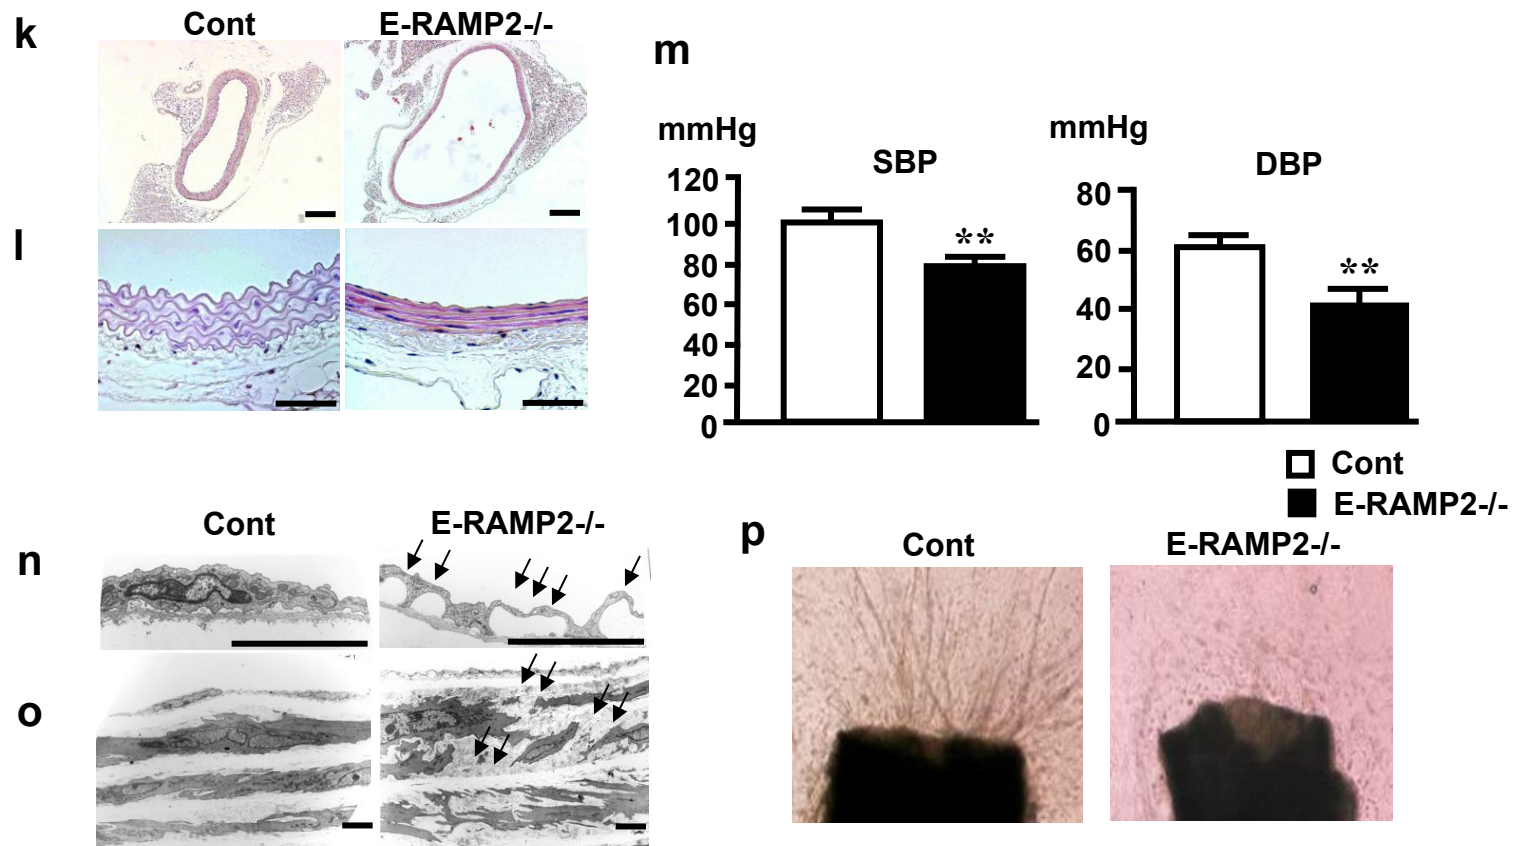 k
Cont
E-RAMP2-/-
l
m
mmHg
SBP
120
100
80
60
40
20
0
**
mmHg
DBP
80
60
40
20
0
**
Cont
E-RAMP2-/-
Cont
E-RAMP2-/-
n
o
p
Cont
E-RAMP2-/-